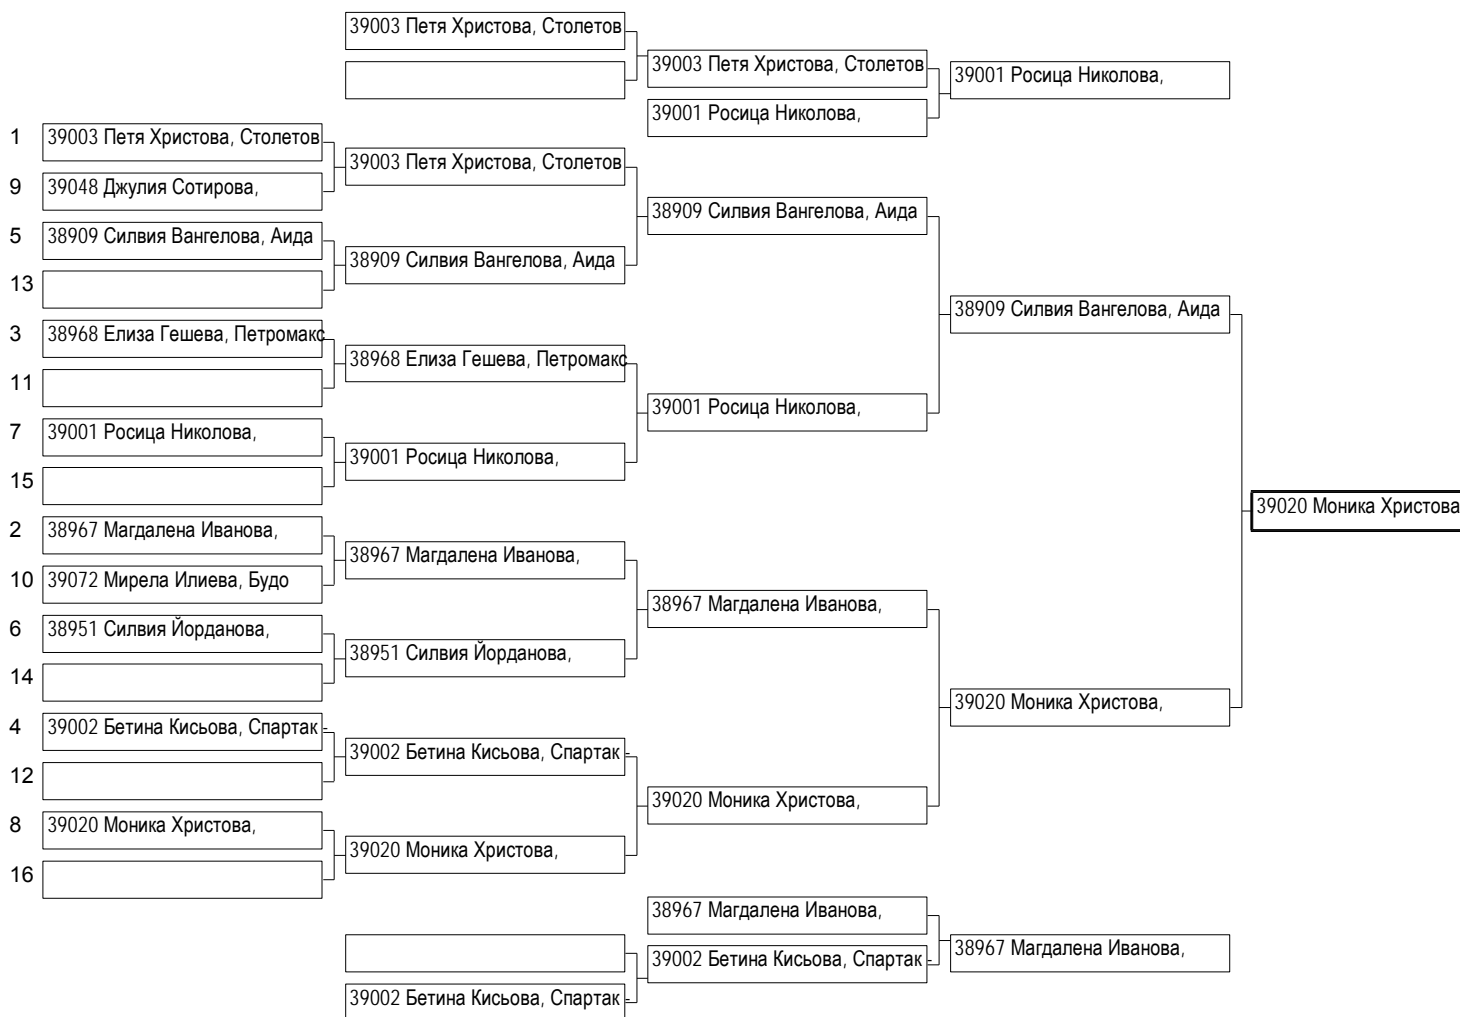 39003 Петя Христова, Столетов
39003 Петя Христова, Столетов
39001 Росица Николова,
39001 Росица Николова,
1 39003 Петя Христова, Столетов
39003 Петя Христова, Столетов
9 39048 Джулия Сотирова,
38909 Силвия Вангелова, Аида
5 38909 Силвия Вангелова, Аида
38909 Силвия Вангелова, Аида
13
38909 Силвия Вангелова, Аида
3 38968 Елиза Гешева, Петромакс
38968 Елиза Гешева, Петромакс
11
39001 Росица Николова,
7 39001 Росица Николова,
39001 Росица Николова,
15
39020 Моника Христова
2 38967 Магдалена Иванова,
38967 Магдалена Иванова,
10 39072 Мирела Илиева, Будо
38967 Магдалена Иванова,
6 38951 Силвия Йорданова,
38951 Силвия Йорданова,
14
39020 Моника Христова,
4 39002 Бетина Кисьова, Спартак -
39002 Бетина Кисьова, Спартак -
12
39020 Моника Христова,
8 39020 Моника Христова,
39020 Моника Христова,
16
38967 Магдалена Иванова,
38967 Магдалена Иванова,
39002 Бетина Кисьова, Спартак -
39002 Бетина Кисьова, Спартак -